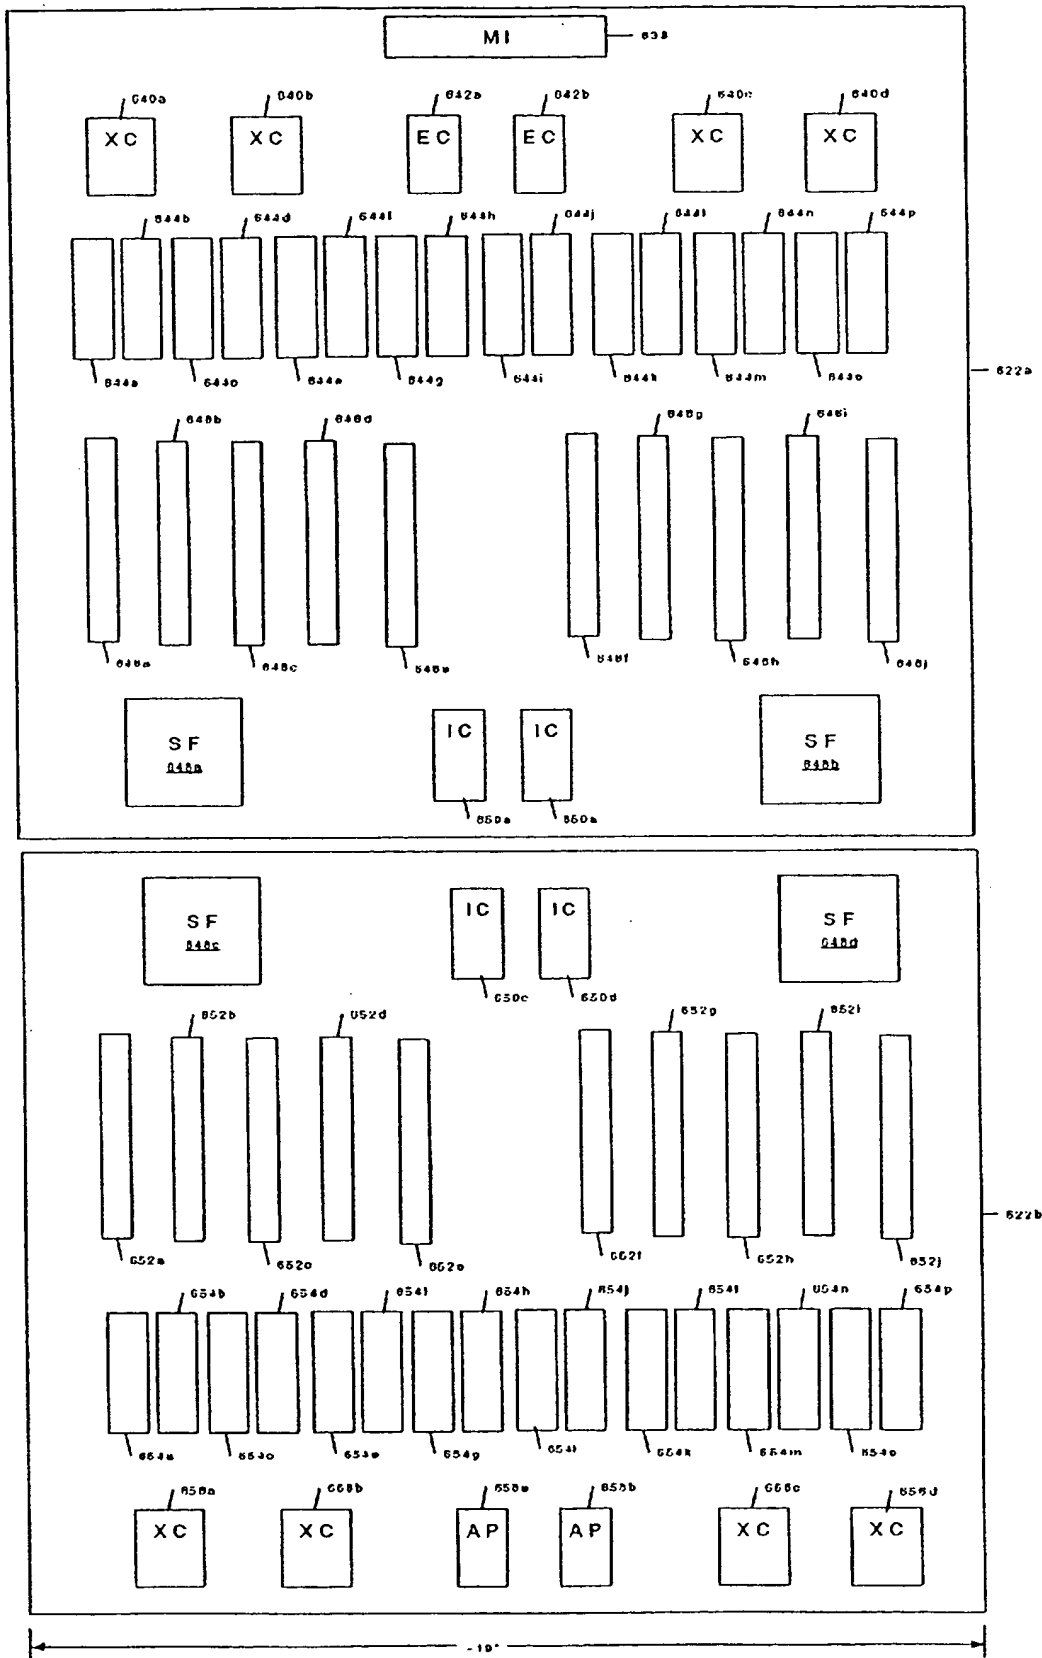 MI
638
640a 640b 642a 642b 640c 640d
XC XC EC EC XC XC
644b 644d 644f 644h 644j 644l 644n 644p
644a 644c 644e 644g 644i 644k 644m 644o
622a
646b 646d 646g 646i
646a 646c 646e 646f 646h 646j
SF IC IC SF
648a 648b
650a 650a
SF IC IC SF
648c 648d
650c 650d
652b 652d 652g 652i
622b
652a 652c 652e 652f 652h 652j
654b 654d 654f 654h 654j 654l 654n 654p
654a 654c 654e 654g 654i 654k 654m 654o
656a 656b 658a 658b 656c 656d
XC XC AP AP XC XC
~19"